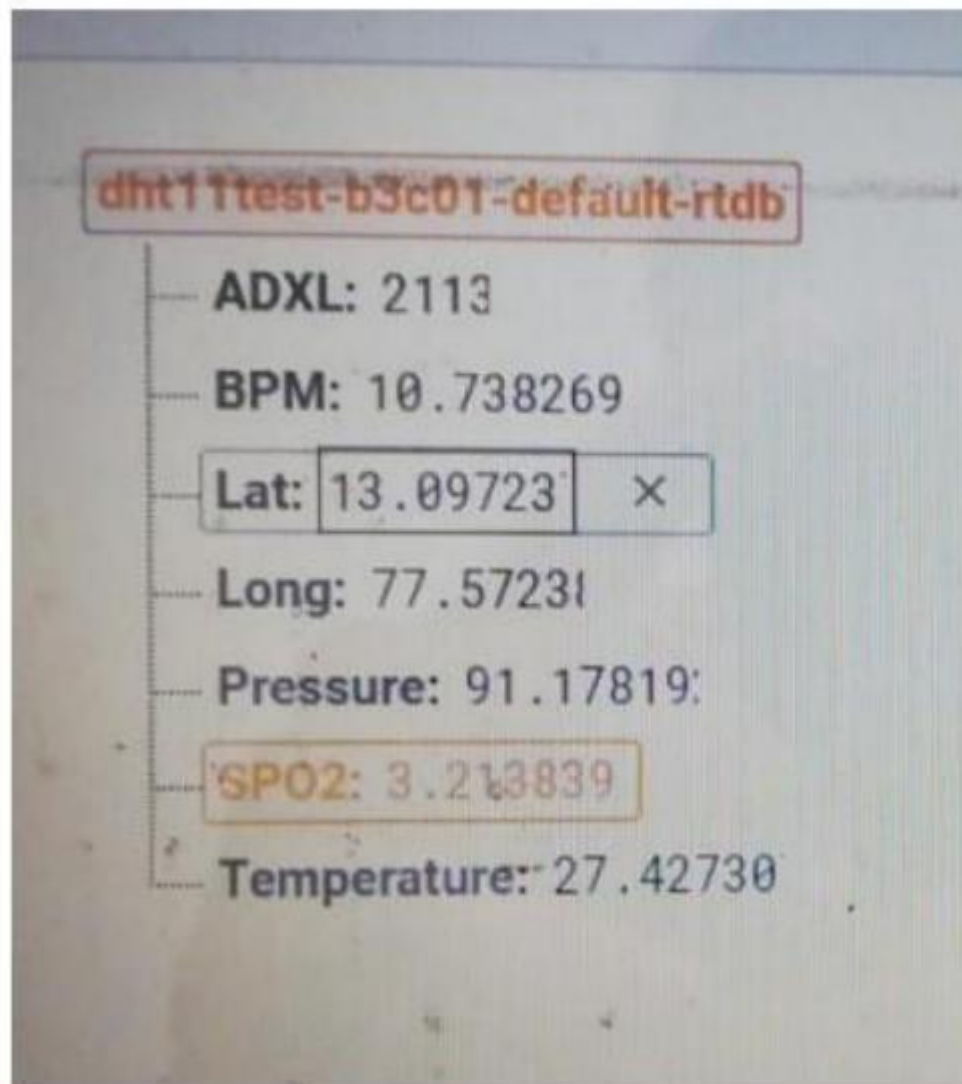 dht11test-b3c01-default-rtdb
ADXL: 2113
BPM: 10.738269
Lat: 13.09723 ×
Long: 77.5723
Pressure: 91.17819
SPO2: 3.213839
Temperature: 27.42730